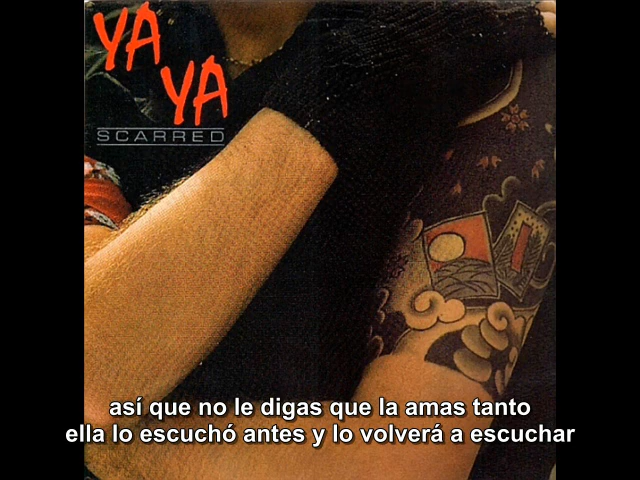 YA
YA
SCARRED
así que no le digas que la amas tanto
ella lo escuchó antes y lo volverá a escuchar